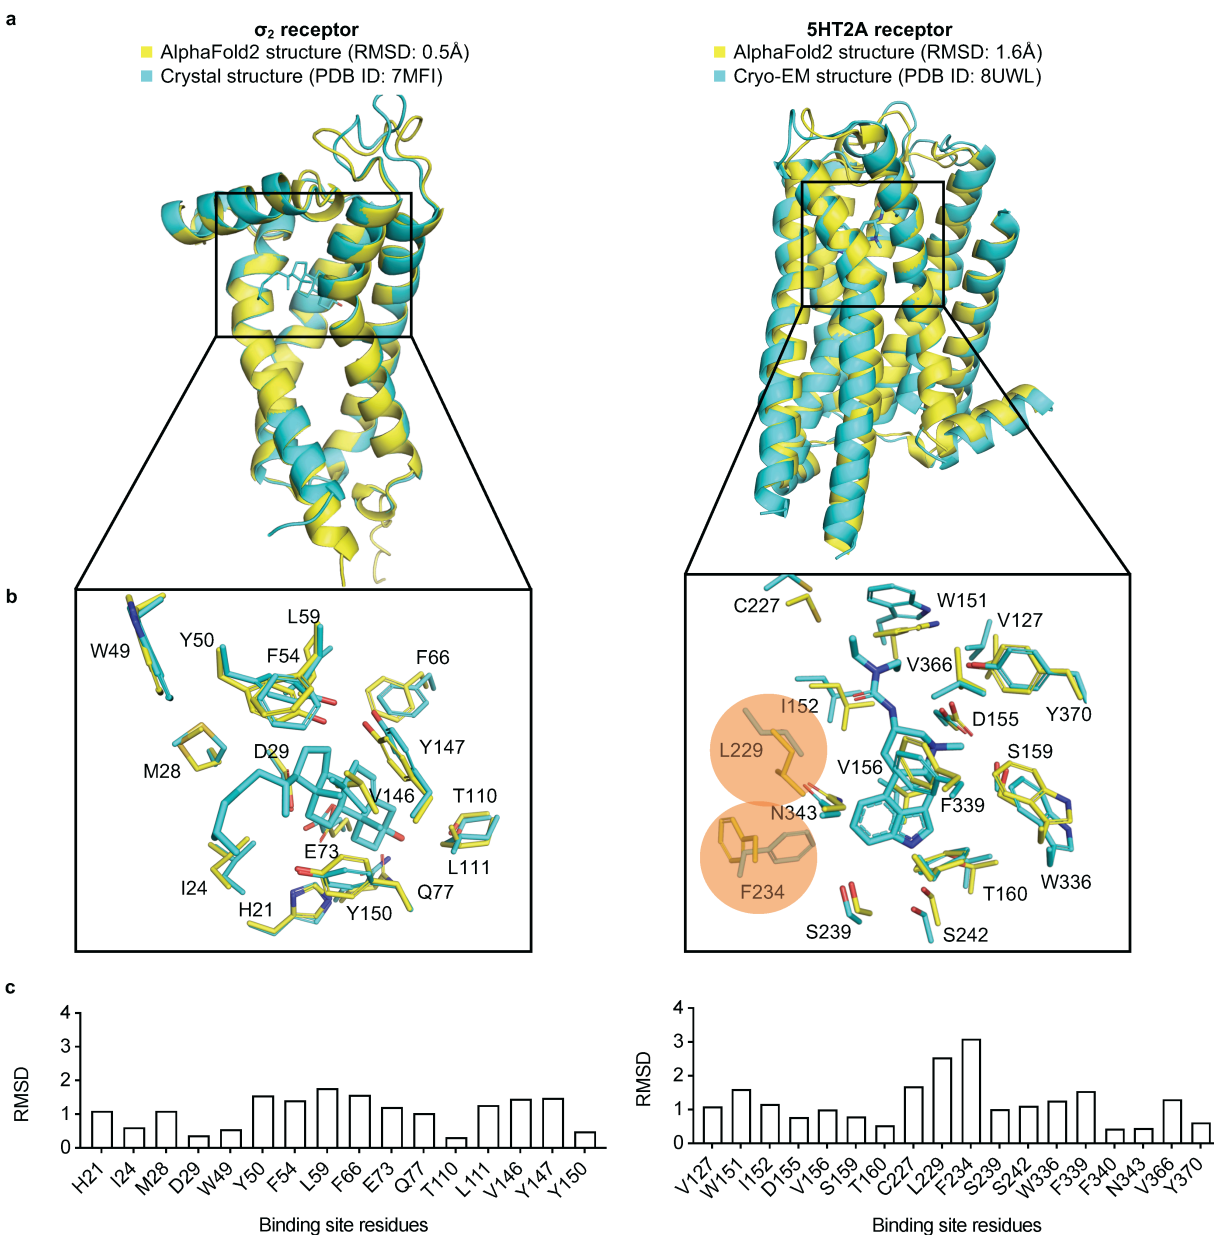 a
σ₂ receptor
AlphaFold2 structure (RMSD: 0.5Å)
Crystal structure (PDB ID: 7MFI)
5HT2A receptor
AlphaFold2 structure (RMSD: 1.6Å)
Cryo-EM structure (PDB ID: 8UWL)
b
W49
Y50
L59
F54
F66
M28
D29
Y147
V146
T110
E73
L111
I24
H21
Y150
Q77
C227
W151
V127
V366
I152
D155
Y370
L229
V156
S159
N343
F339
F234
W336
T160
S239
S242
c
RMSD
4
3
2
1
0
H21
I24
M28
D29
W49
Y50
F54
L59
F66
E73
Q77
T110
L111
V146
Y147
Y150
Binding site residues
RMSD
4
3
2
1
0
V127
W151
I152
D155
V156
S159
T160
C227
L229
F234
S239
S242
W336
F339
F340
N343
V366
Y370
Binding site residues